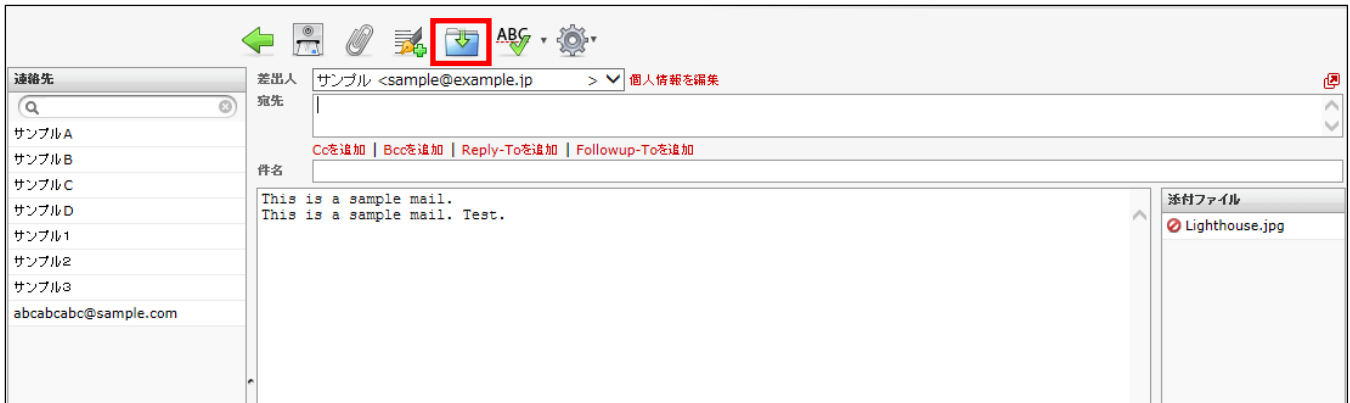 ABC
連絡先
サンプルA
サンプルB
サンプルC
サンプルD
サンプル1
サンプル2
サンプル3
abcabcabc@sample.com
差出人 サンプル <sample@example.jp > 個人情報を編集
宛先
Ccを追加 | Bccを追加 | Reply-Toを追加 | Followup-Toを追加
件名
This is a sample mail.
This is a sample mail. Test.
添付ファイル
Lighthouse.jpg